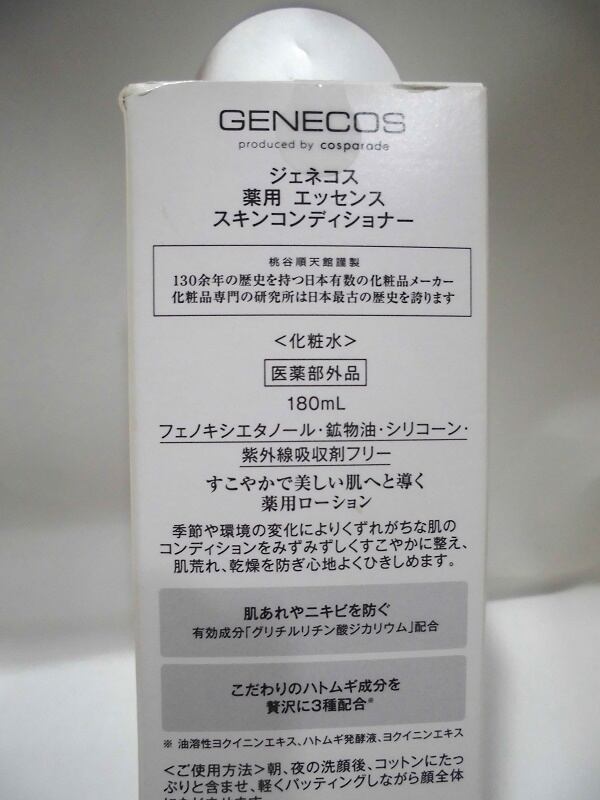 GENECOS
produced by cosparade
ジェネコス
薬用 エッセンス
スキンコンディショナー
桃谷順天館謹製
130余年の歴史を持つ日本有数の化粧品メーカー
化粧品専門の研究所は日本最古の歴史を誇ります
＜化粧水＞
医薬部外品
180mL
フェノキシエタノール・鉱物油・シリコーン・
紫外線吸収剤フリー
すこやかで美しい肌へと導く
薬用ローション
季節や環境の変化によりくずれがちな肌の
コンディションをみずみずしくすこやかに整え、
肌荒れ、乾燥を防ぎ心地よくひきしめます。
肌あれやニキビを防ぐ
有効成分「グリチルリチン酸ジカリウム」配合
こだわりのハトムギ成分を
贅沢に3種配合※
※ 油溶性ヨクイニンエキス、ハトムギ発酵液、ヨクイニンエキス
＜ご使用方法＞朝、夜の洗顔後、コットンにたっ
ぷりと含ませ、軽くパッティングしながら顔全体